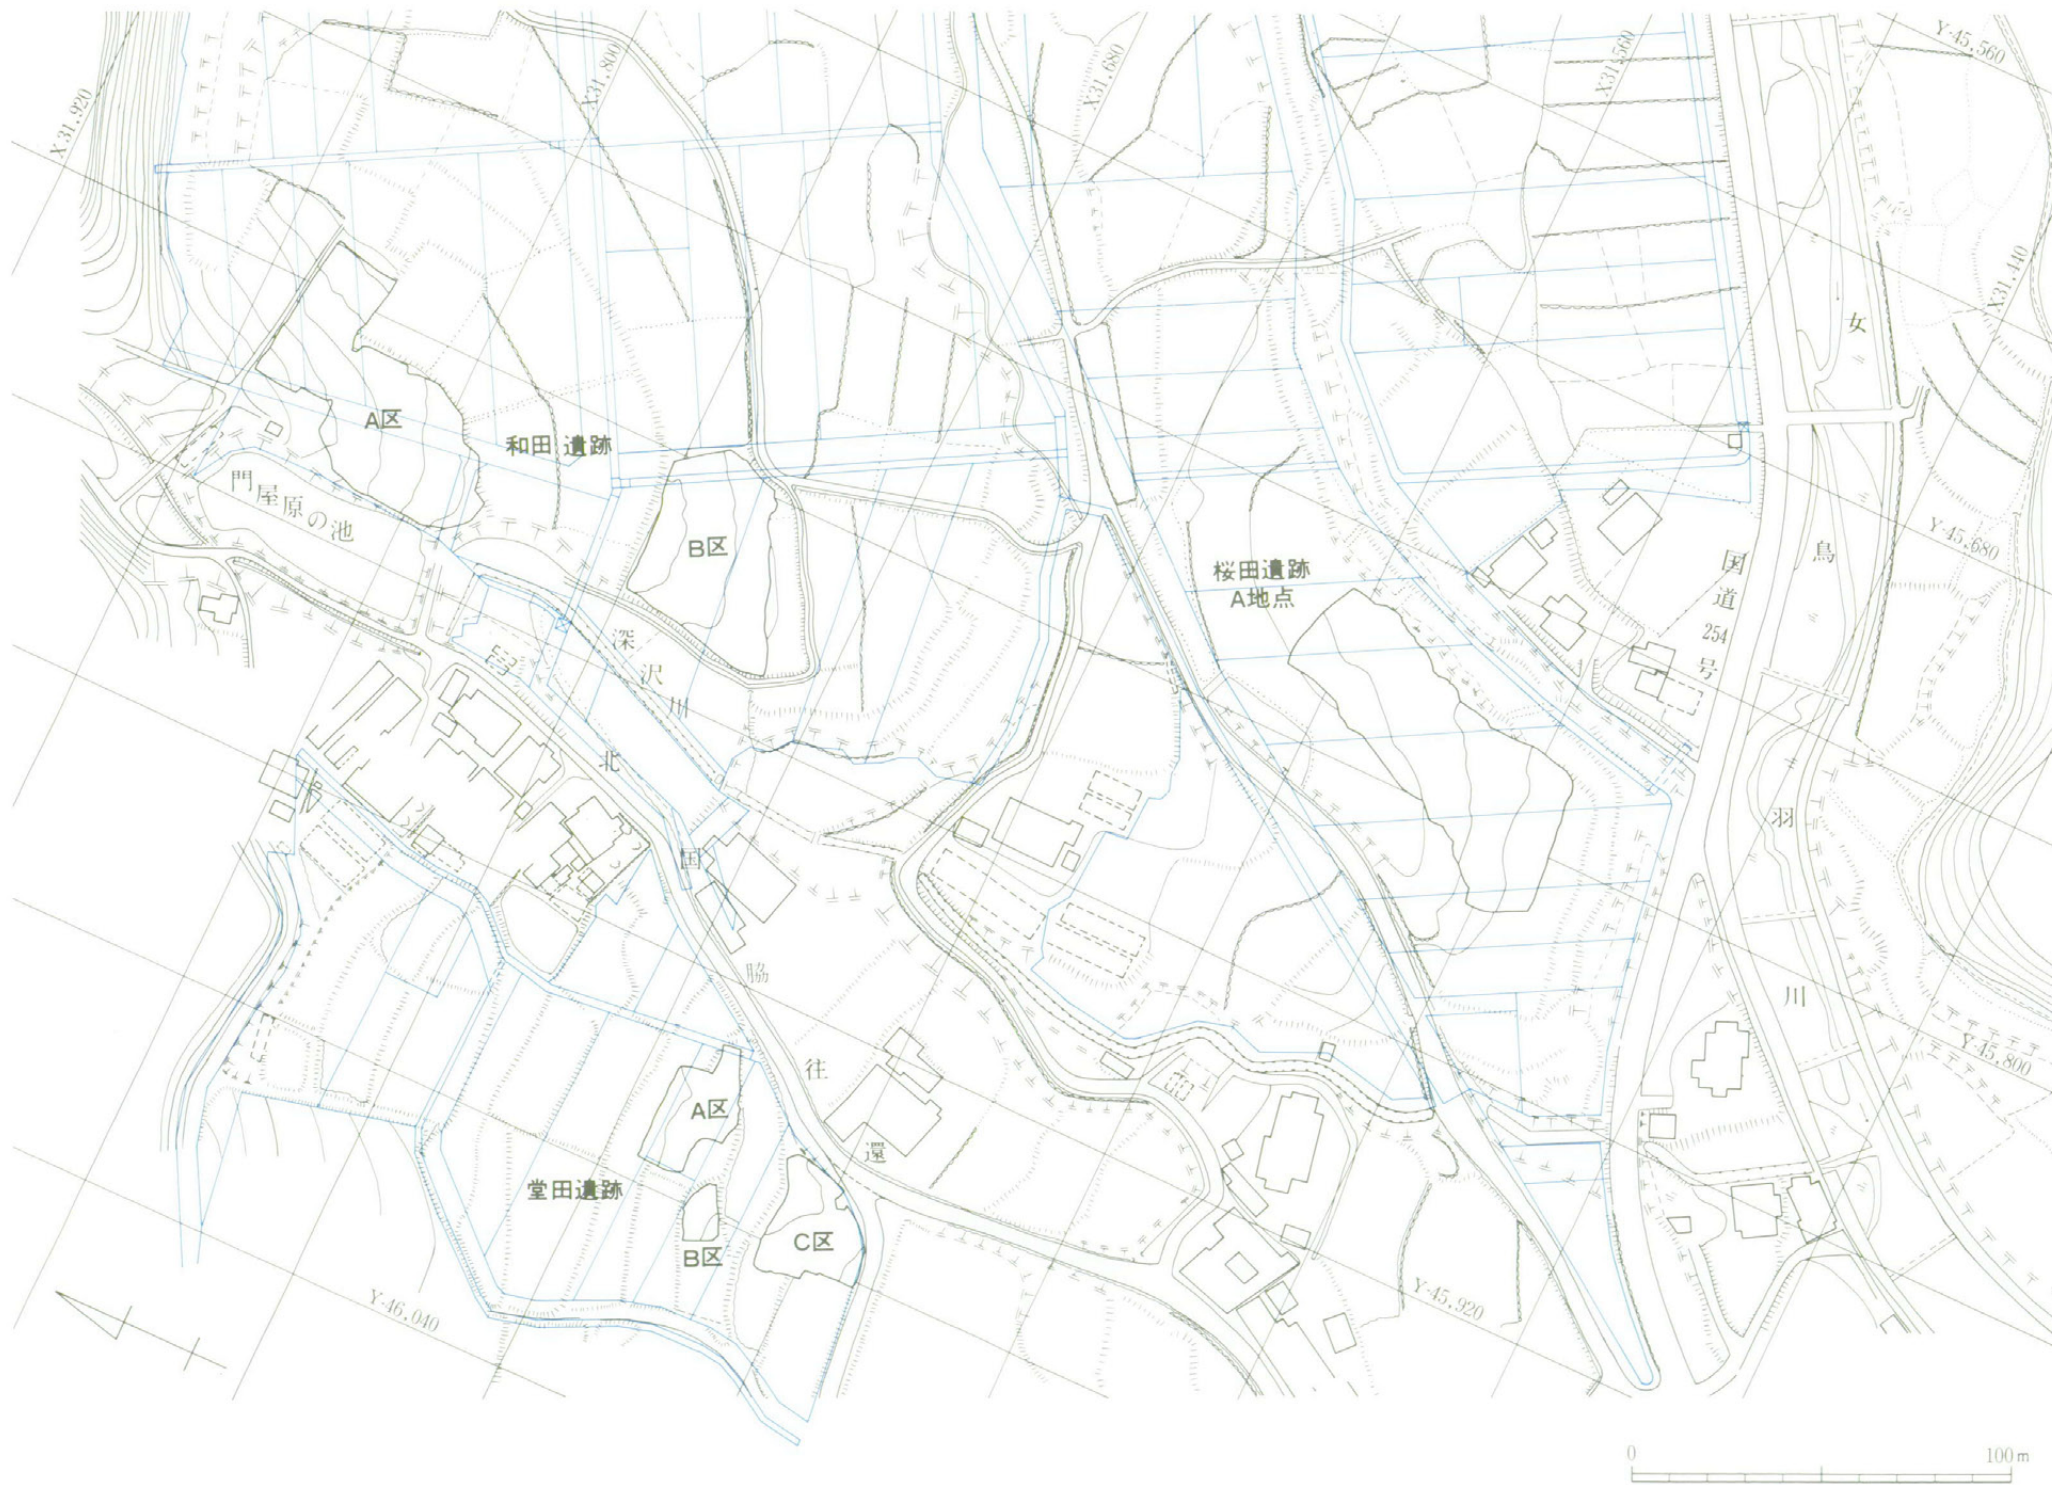 X31,920
X31,800
X31,680
X31,560
Y-45,560
X31,440
女
鳥
羽
川
A区
和田遺跡
門屋原の池
B区
桜田遺跡
A地点
国道254号
Y-45,680
深沢川
北
国
脇
往
還
Y-45,800
A区
堂田遺跡
B区
C区
Y-45,920
Y-46,040
0 100m